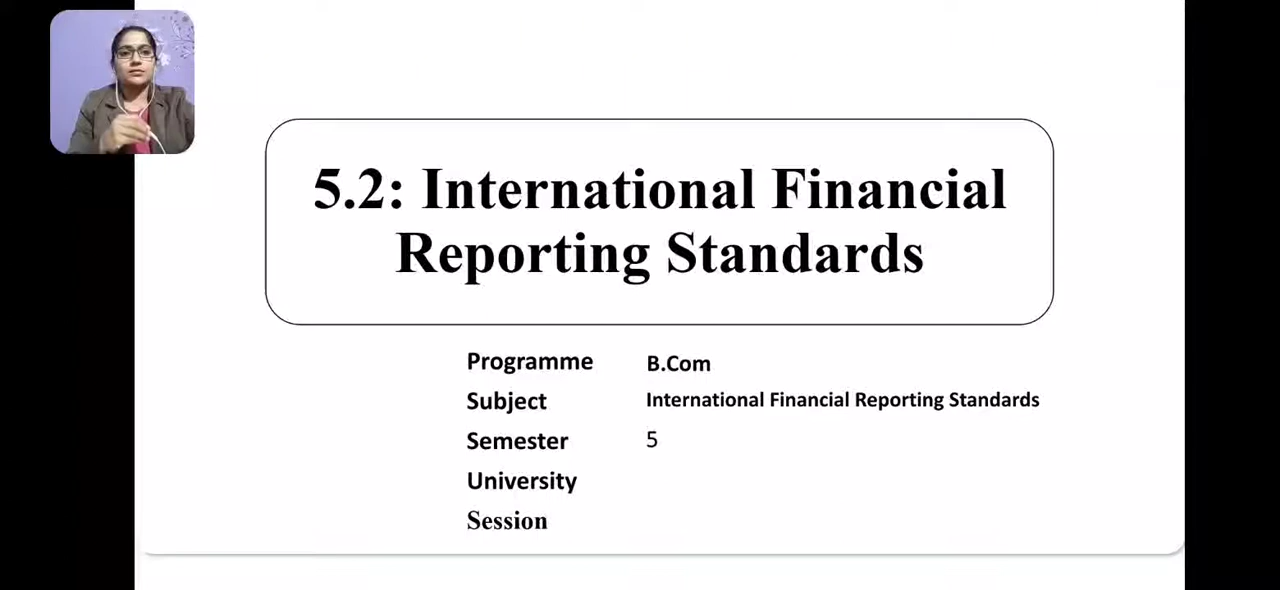 5.2: International Financial
Reporting Standards
Programme B.Com
Subject International Financial Reporting Standards
Semester 5
University
Session